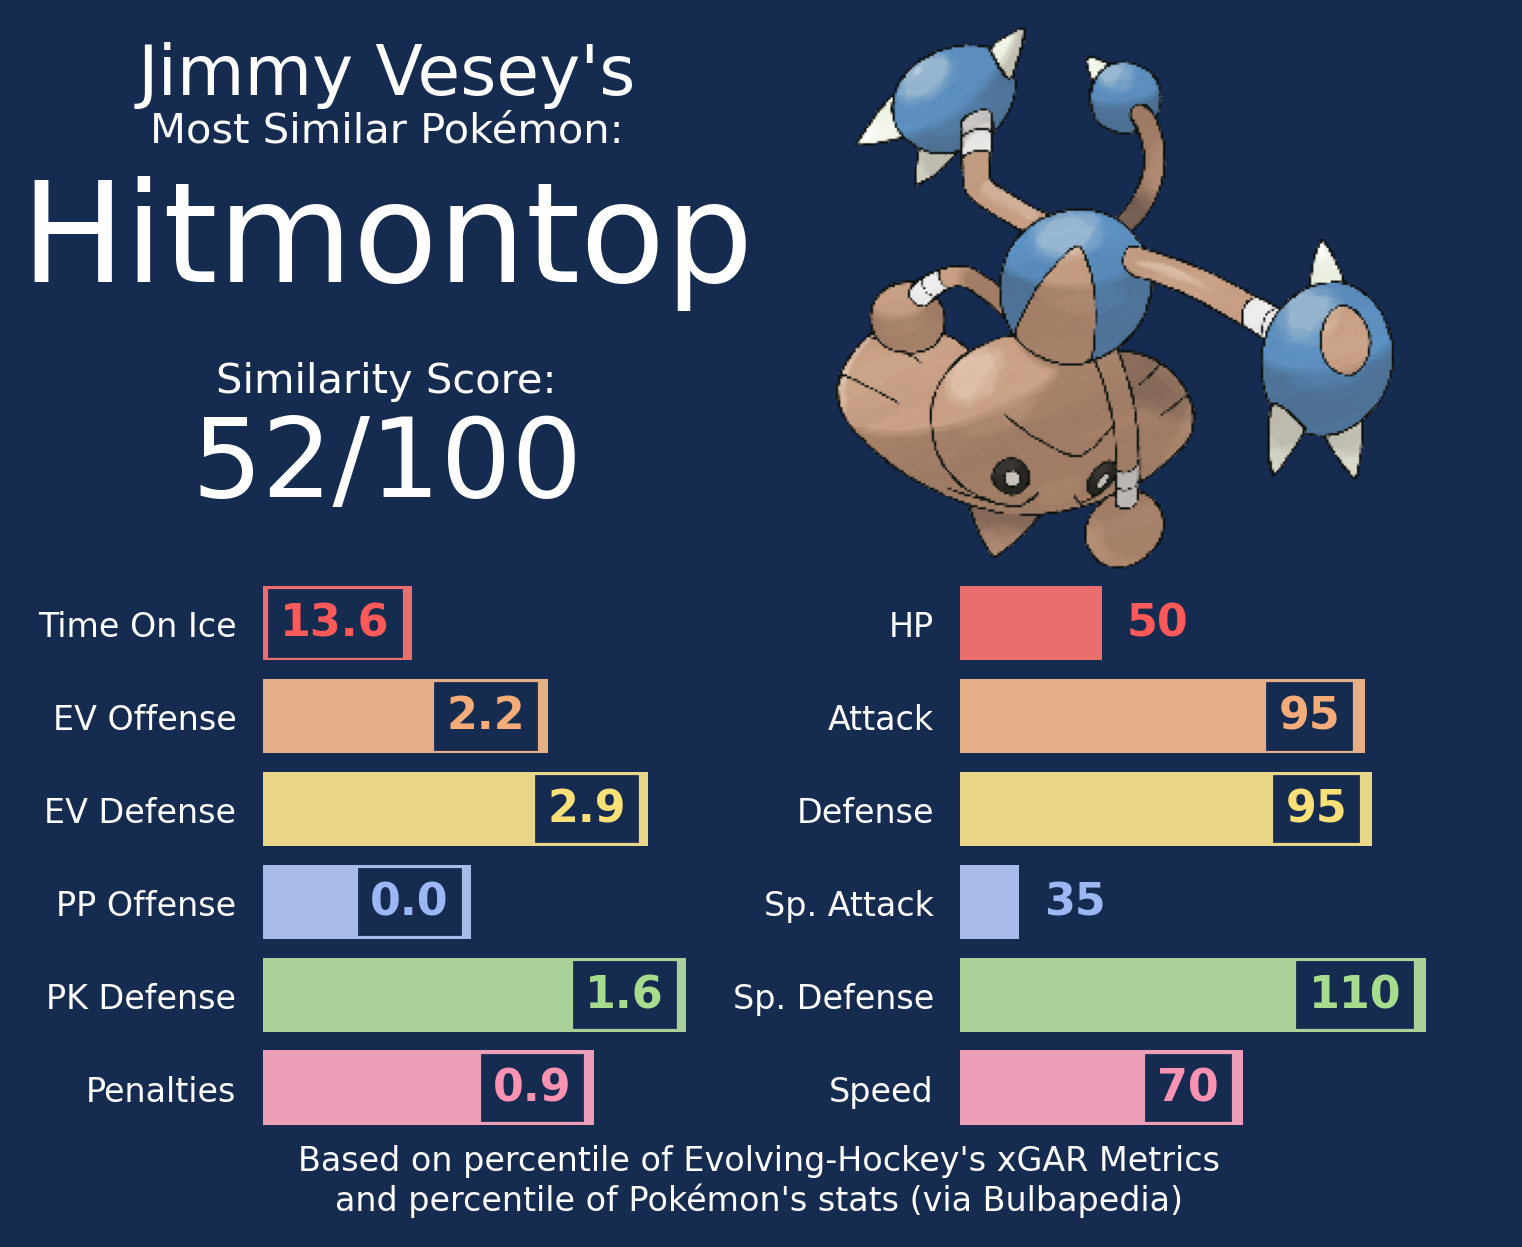 Jimmy Vesey's
Most Similar Pokémon:
Hitmontop
Similarity Score:
52/100
Time On Ice 13.6
EV Offense 2.2
EV Defense 2.9
PP Offense 0.0
PK Defense 1.6
Penalties 0.9
HP 50
Attack 95
Defense 95
Sp. Attack 35
Sp. Defense 110
Speed 70
Based on percentile of Evolving-Hockey's xGAR Metrics
and percentile of Pokémon's stats (via Bulbapedia)